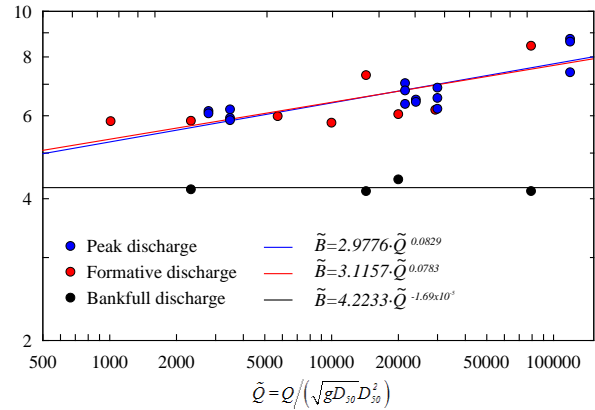 10
8
6
4
2
Peak discharge
B̃=2.9776·Q̃ 0.0829
Formative discharge
B̃=3.1157·Q̃ 0.0783
Bankfull discharge
B̃=4.2233·Q̃ -1.69x10⁻⁵
500 1000 2000 5000 10000 20000 50000 100000
Q̃ = Q/(√gD₅₀ D₅₀²)